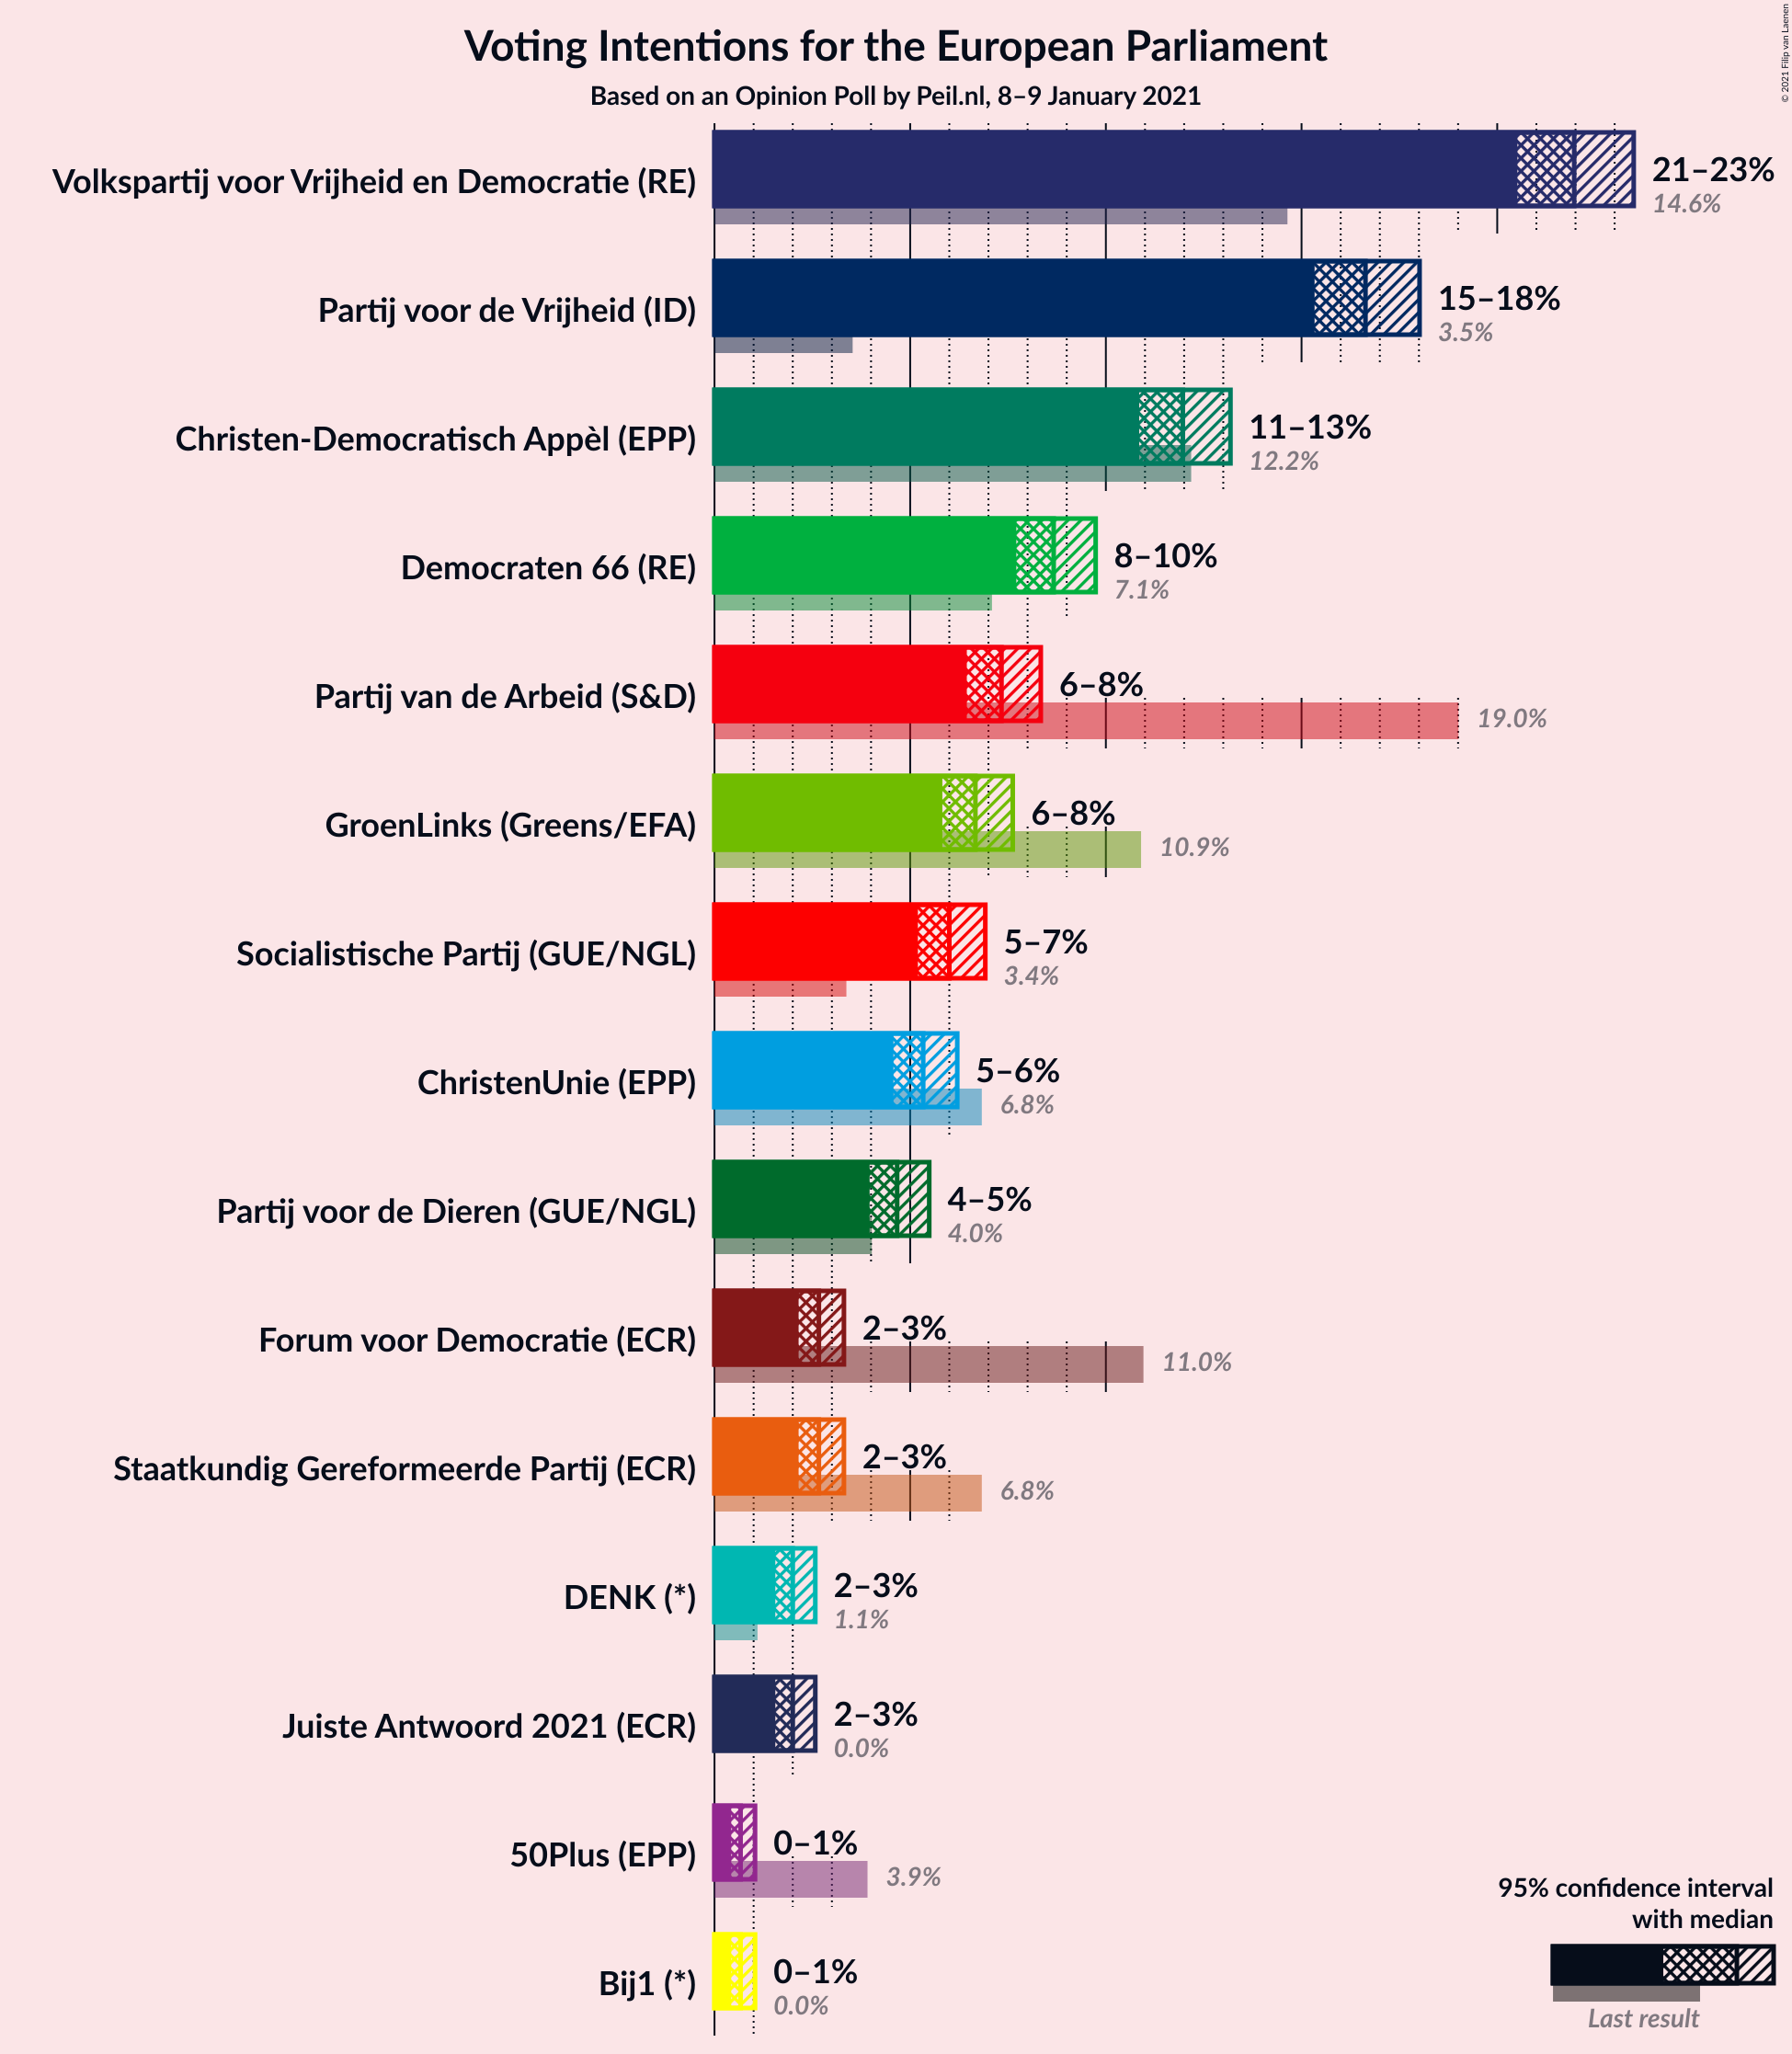 Voting Intentions for the European Parliament
Based on an Opinion Poll by Peil.nl, 8–9 January 2021
© 2021 Filip van Laenen
Volkspartij voor Vrijheid en Democratie (RE)
21–23%
14.6%
Partij voor de Vrijheid (ID)
15–18%
3.5%
Christen-Democratisch Appèl (EPP)
11–13%
12.2%
Democraten 66 (RE)
8–10%
7.1%
Partij van de Arbeid (S&D)
6–8%
19.0%
GroenLinks (Greens/EFA)
6–8%
10.9%
Socialistische Partij (GUE/NGL)
5–7%
3.4%
ChristenUnie (EPP)
5–6%
6.8%
Partij voor de Dieren (GUE/NGL)
4–5%
4.0%
Forum voor Democratie (ECR)
2–3%
11.0%
Staatkundig Gereformeerde Partij (ECR)
2–3%
6.8%
DENK (*)
2–3%
1.1%
Juiste Antwoord 2021 (ECR)
2–3%
0.0%
50Plus (EPP)
0–1%
3.9%
Bij1 (*)
0–1%
0.0%
95% confidence interval
with median
Last result